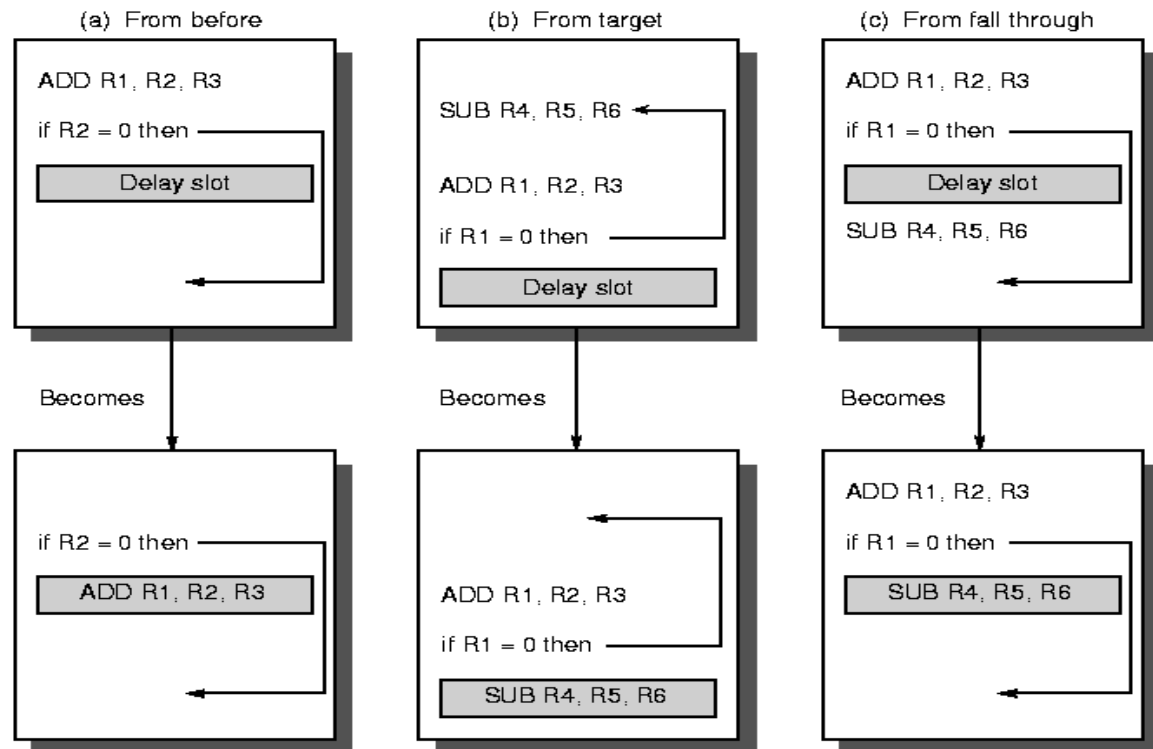 (a) From before
ADD R1, R2, R3
if R2 = 0 then
Delay slot
Becomes
if R2 = 0 then
ADD R1, R2, R3
(b) From target
SUB R4, R5, R6
ADD R1, R2, R3
if R1 = 0 then
Delay slot
Becomes
ADD R1, R2, R3
if R1 = 0 then
SUB R4, R5, R6
(c) From fall through
ADD R1, R2, R3
if R1 = 0 then
Delay slot
SUB R4, R5, R6
Becomes
ADD R1, R2, R3
if R1 = 0 then
SUB R4, R5, R6